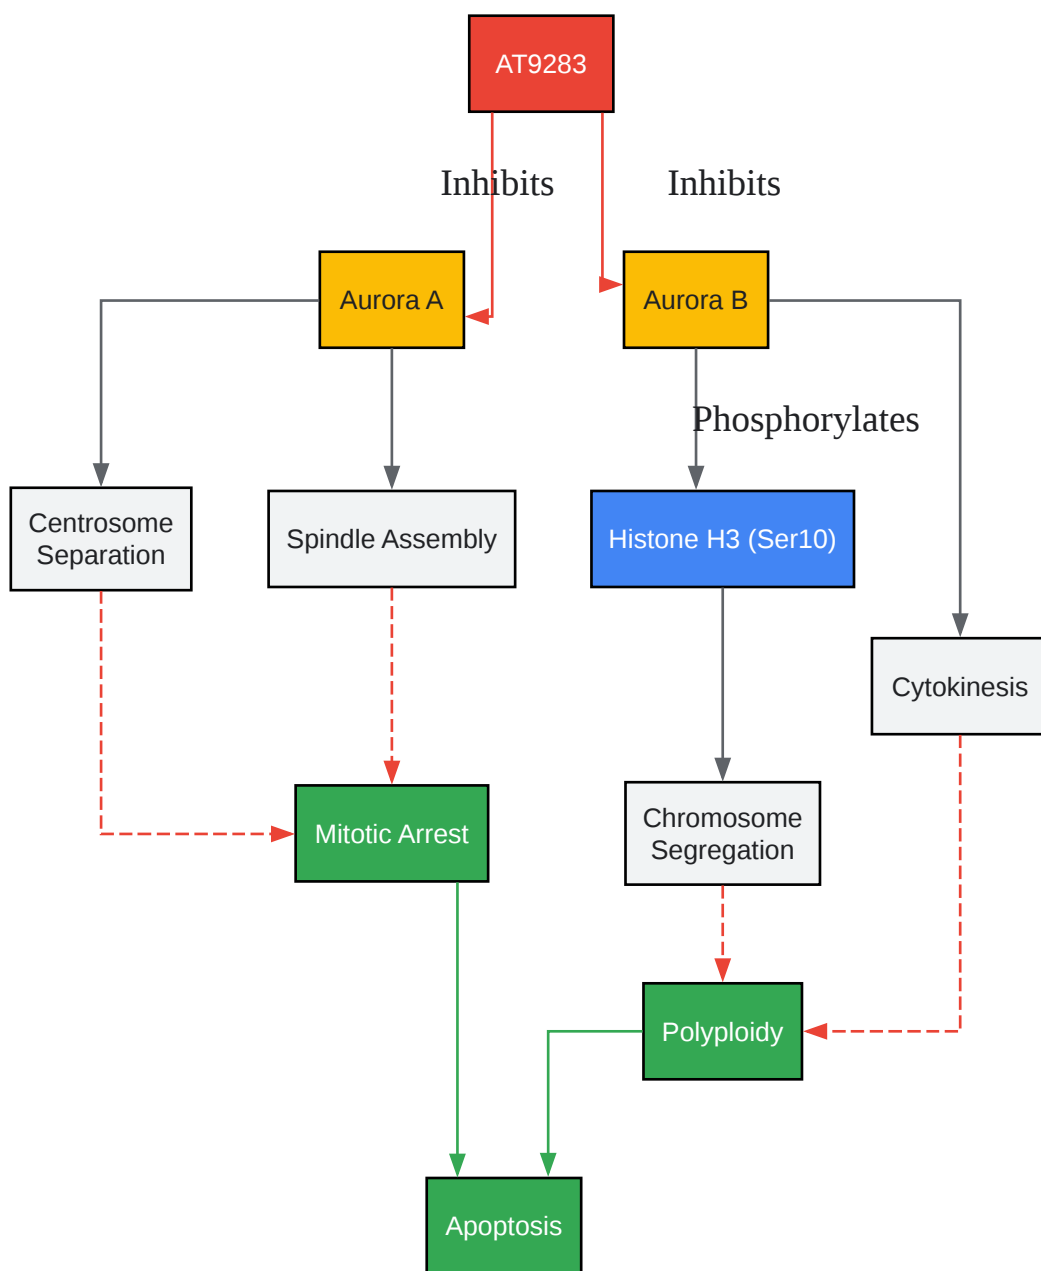 AT9283
Inhibits
Inhibits
Aurora A
Aurora B
Phosphorylates
Centrosome
Separation
Spindle Assembly
Histone H3 (Ser10)
Cytokinesis
Mitotic Arrest
Chromosome
Segregation
Polyploidy
Apoptosis